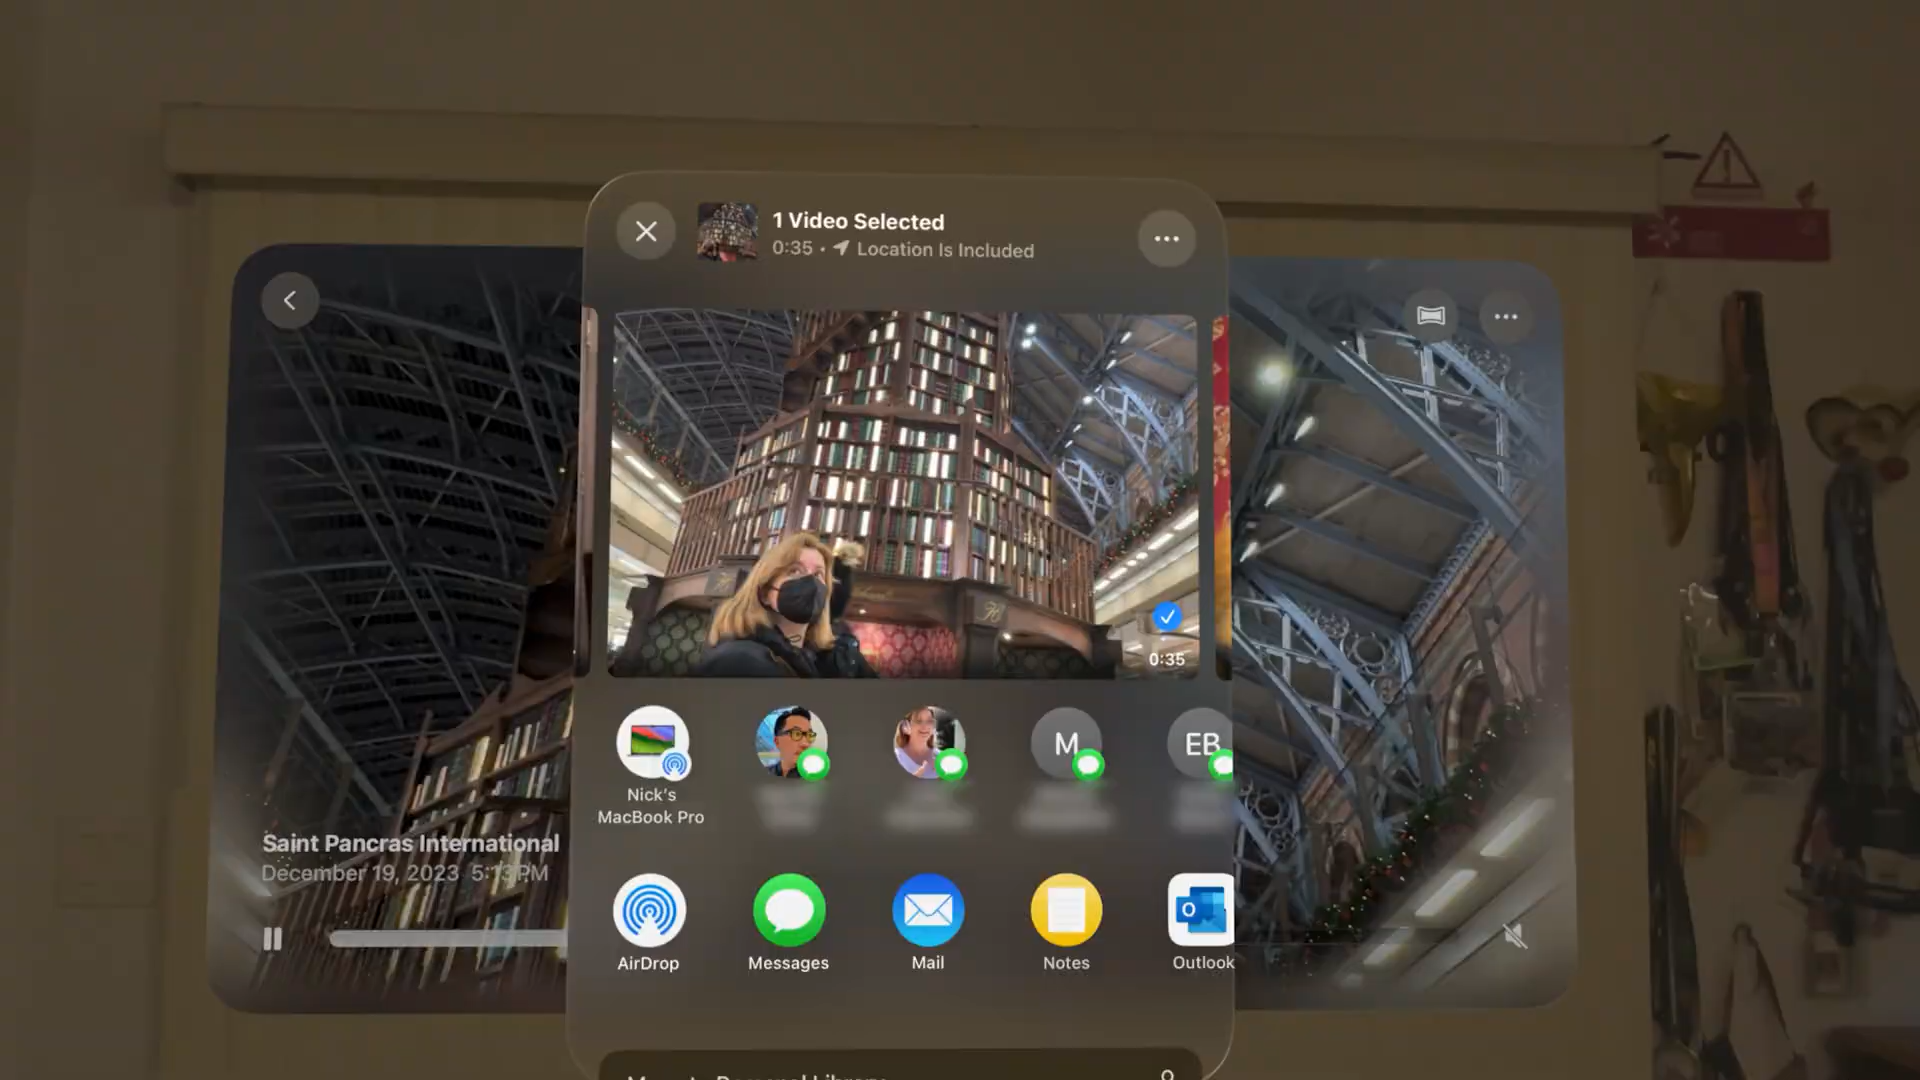 1 Video Selected
0:35 • Location Is Included
0:35
M
EB
Nick's
MacBook Pro
Saint Pancras International
December 19, 2023 5:13 PM
AirDrop
Messages
Mail
Notes
Outlook